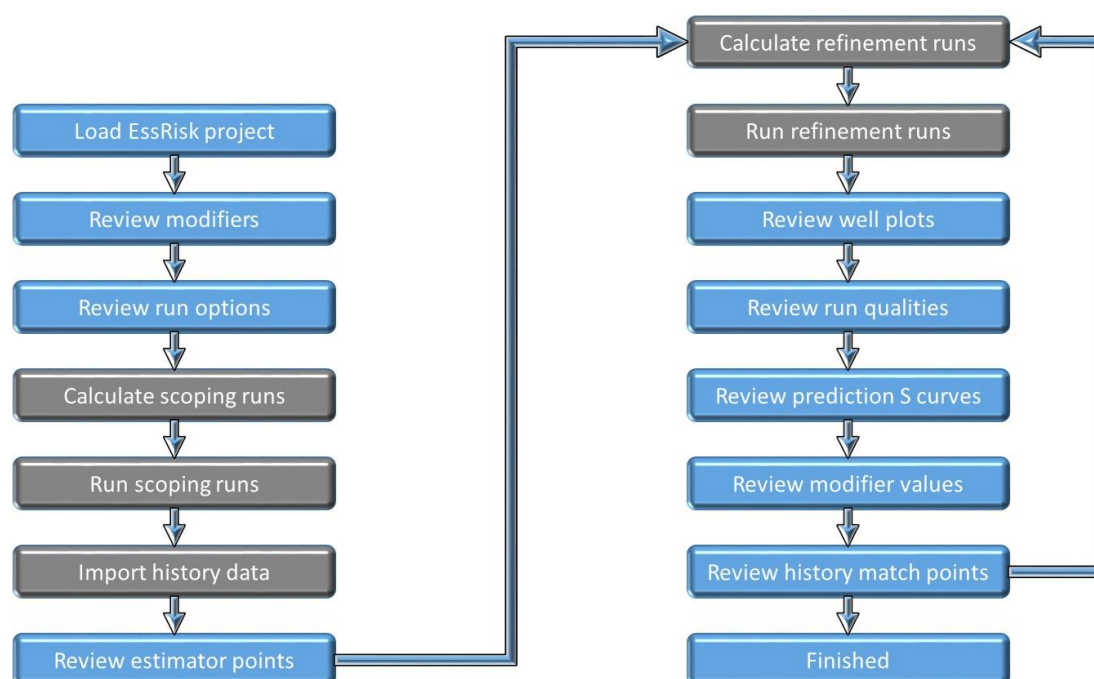 Load EssRisk project
Review modifiers
Review run options
Calculate scoping runs
Run scoping runs
Import history data
Review estimator points
Calculate refinement runs
Run refinement runs
Review well plots
Review run qualities
Review prediction S curves
Review modifier values
Review history match points
Finished